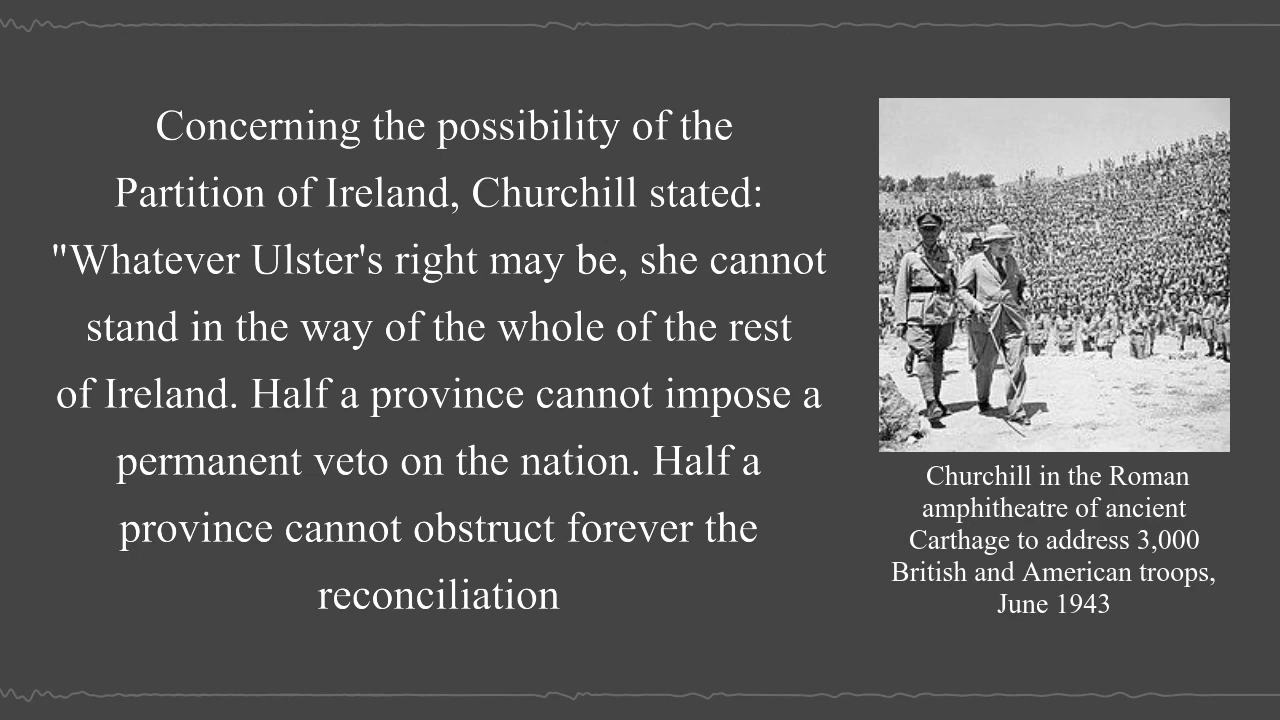 Concerning the possibility of the
Partition of Ireland, Churchill stated:
"Whatever Ulster's right may be, she cannot
stand in the way of the whole of the rest
of Ireland. Half a province cannot impose a
permanent veto on the nation. Half a
province cannot obstruct forever the
reconciliation
Churchill in the Roman
amphitheatre of ancient
Carthage to address 3,000
British and American troops,
June 1943